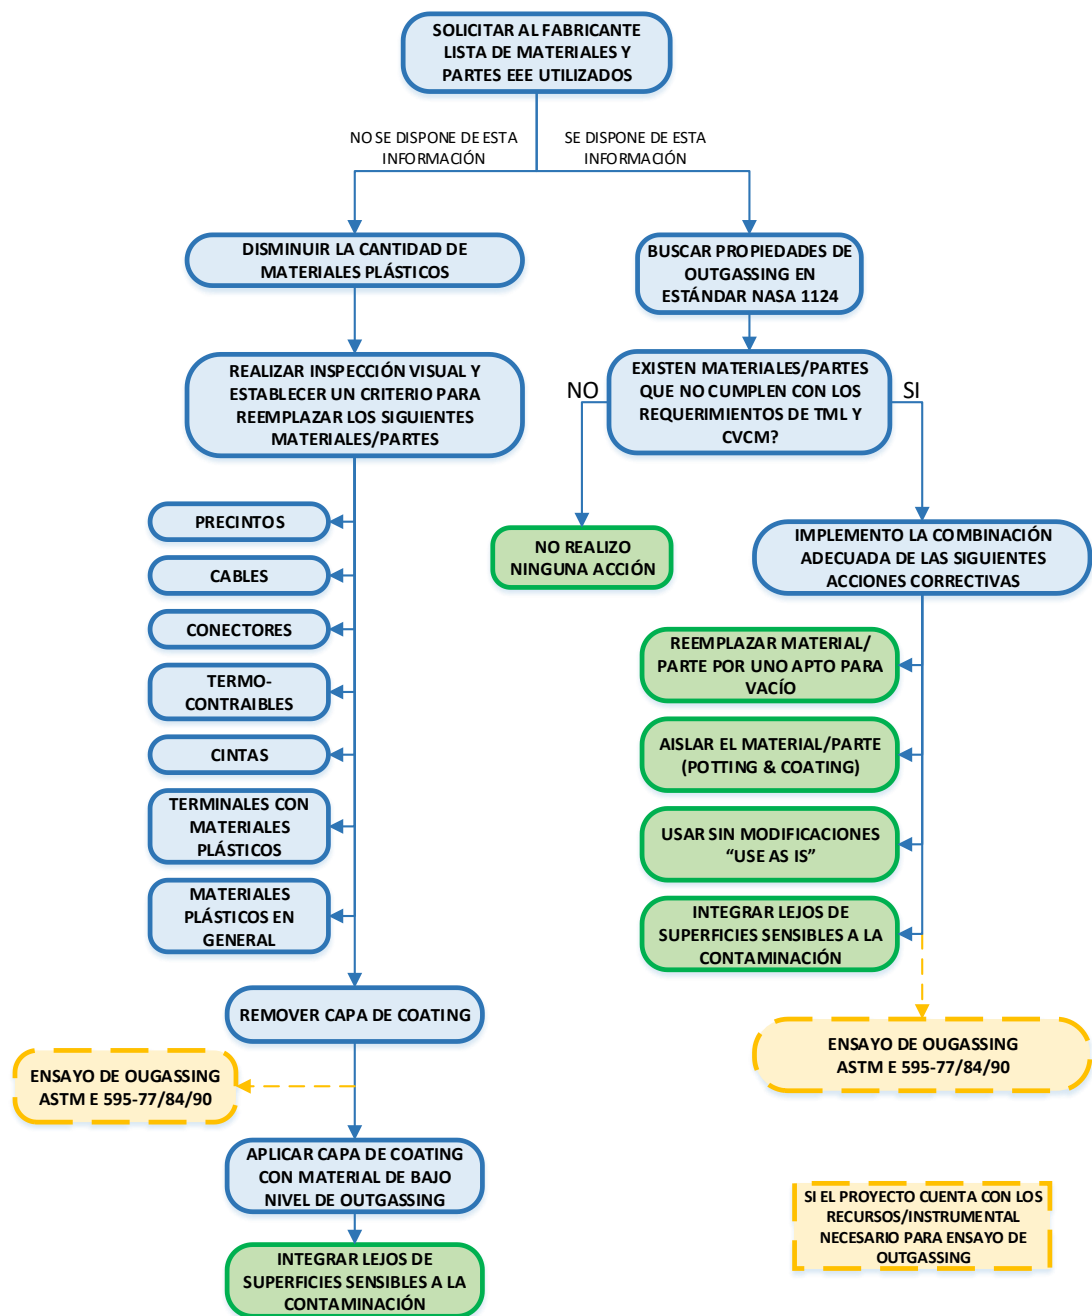 SOLICITAR AL FABRICANTE
LISTA DE MATERIALES Y
PARTES EEE UTILIZADOS
NO SE DISPONE DE ESTA
INFORMACIÓN
SE DISPONE DE ESTA
INFORMACIÓN
DISMINUIR LA CANTIDAD DE
MATERIALES PLÁSTICOS
BUSCAR PROPIEDADES DE
OUTGASSING EN
ESTÁNDAR NASA 1124
REALIZAR INSPECCIÓN VISUAL Y
ESTABLECER UN CRITERIO PARA
REEMPLAZAR LOS SIGUIENTES
MATERIALES/PARTES
EXISTEN MATERIALES/PARTES
QUE NO CUMPLEN CON LOS
REQUERIMIENTOS DE TML Y
CVCM?
NO
SI
PRECINTOS
CABLES
CONECTORES
TERMO-
CONTRAIBLES
CINTAS
TERMINALES CON
MATERIALES
PLÁSTICOS
MATERIALES
PLÁSTICOS EN
GENERAL
NO REALIZO
NINGUNA ACCIÓN
IMPLEMENTO LA COMBINACIÓN
ADECUADA DE LAS SIGUIENTES
ACCIONES CORRECTIVAS
REEMPLAZAR MATERIAL/
PARTE POR UNO APTO PARA
VACÍO
AISLAR EL MATERIAL/PARTE
(POTTING & COATING)
USAR SIN MODIFICACIONES
“USE AS IS”
INTEGRAR LEJOS DE
SUPERFICIES SENSIBLES A LA
CONTAMINACIÓN
REMOVER CAPA DE COATING
ENSAYO DE OUGASSING
ASTM E 595-77/84/90
ENSAYO DE OUGASSING
ASTM E 595-77/84/90
APLICAR CAPA DE COATING
CON MATERIAL DE BAJO
NIVEL DE OUTGASSING
INTEGRAR LEJOS DE
SUPERFICIES SENSIBLES A LA
CONTAMINACIÓN
SI EL PROYECTO CUENTA CON LOS
RECURSOS/INSTRUMENTAL
NECESARIO PARA ENSAYO DE
OUTGASSING